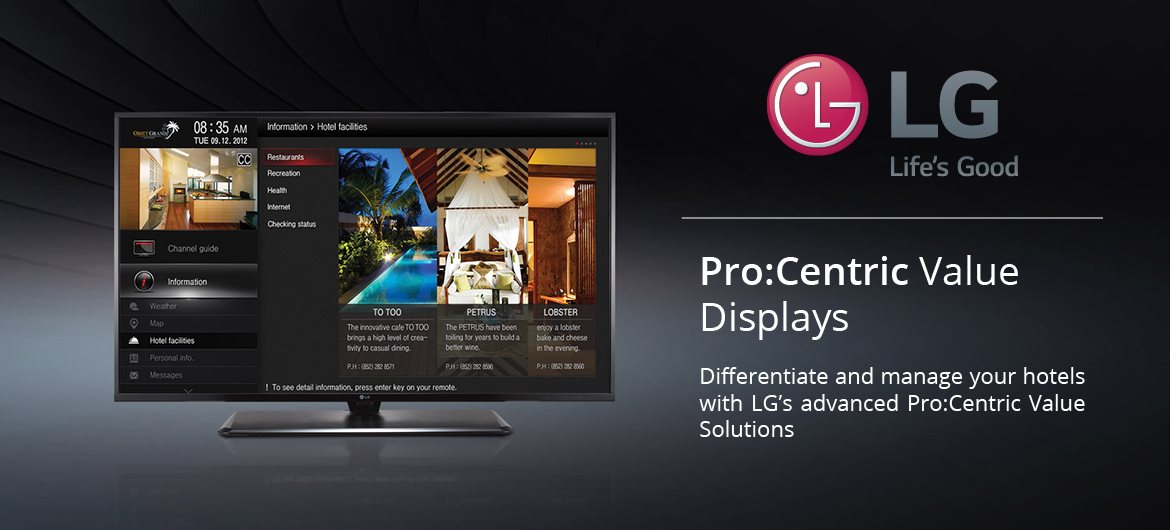 OBJET GRAND
08 : 35 AM
TUE 09.12. 2012
CC
Channel guide
Information
Weather
Map
Hotel facilities
Personal info.
Messages
Information > Hotel facilities
Restaurants
Recreation
Health
Internet
Checking status
TO TOO
The innovative cafe TO TOO
brings a high level of crea-
tivity to casual dining.
P.H : (852) 282 8571
PETRUS
The PETRUS have been
toiling for years to build a
better wine.
P.H : (852) 282 8590
LOBSTER
enjoy a lobster
bake and cheese
in the evening.
P.H : (852) 282 8560
! To see detail information, press enter key on your remote.
LG
LG
LG
Life's Good
Pro:Centric Value
Displays
Differentiate and manage your hotels
with LG's advanced Pro:Centric Value
Solutions